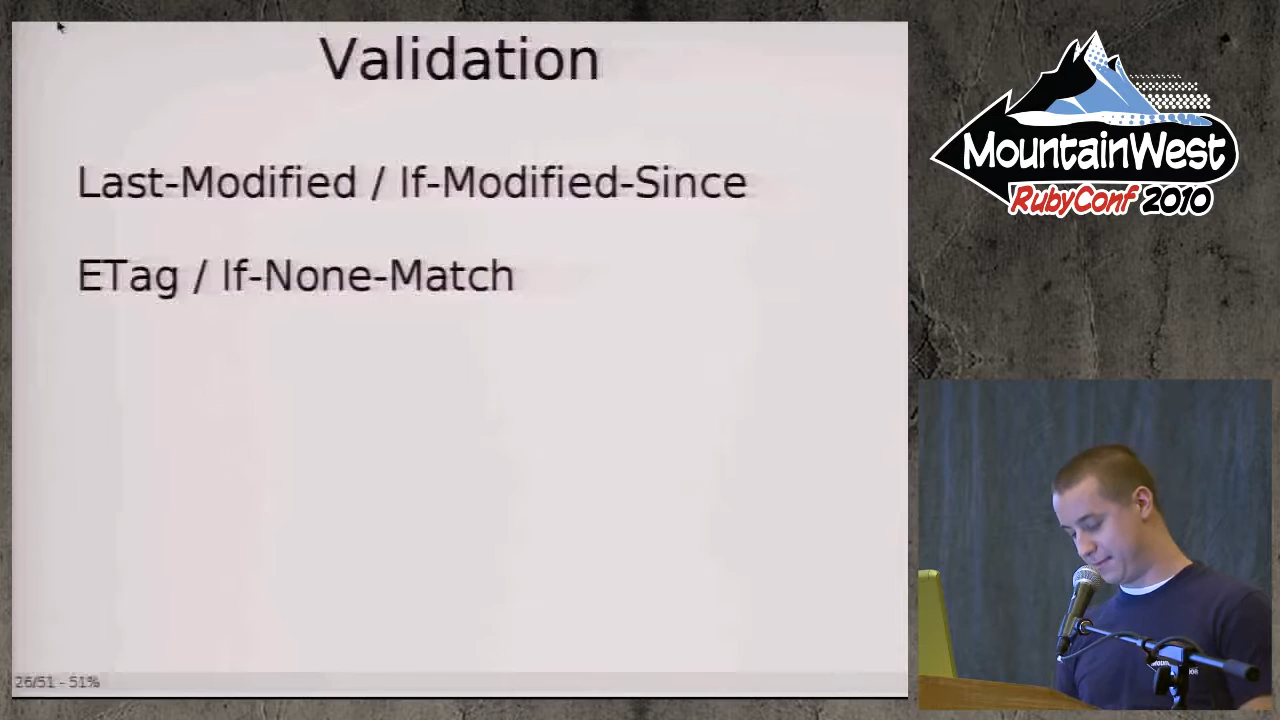 Validation
Last-Modified / If-Modified-Since
ETag / If-None-Match
26/51 - 51%
MountainWest
RubyConf 2010